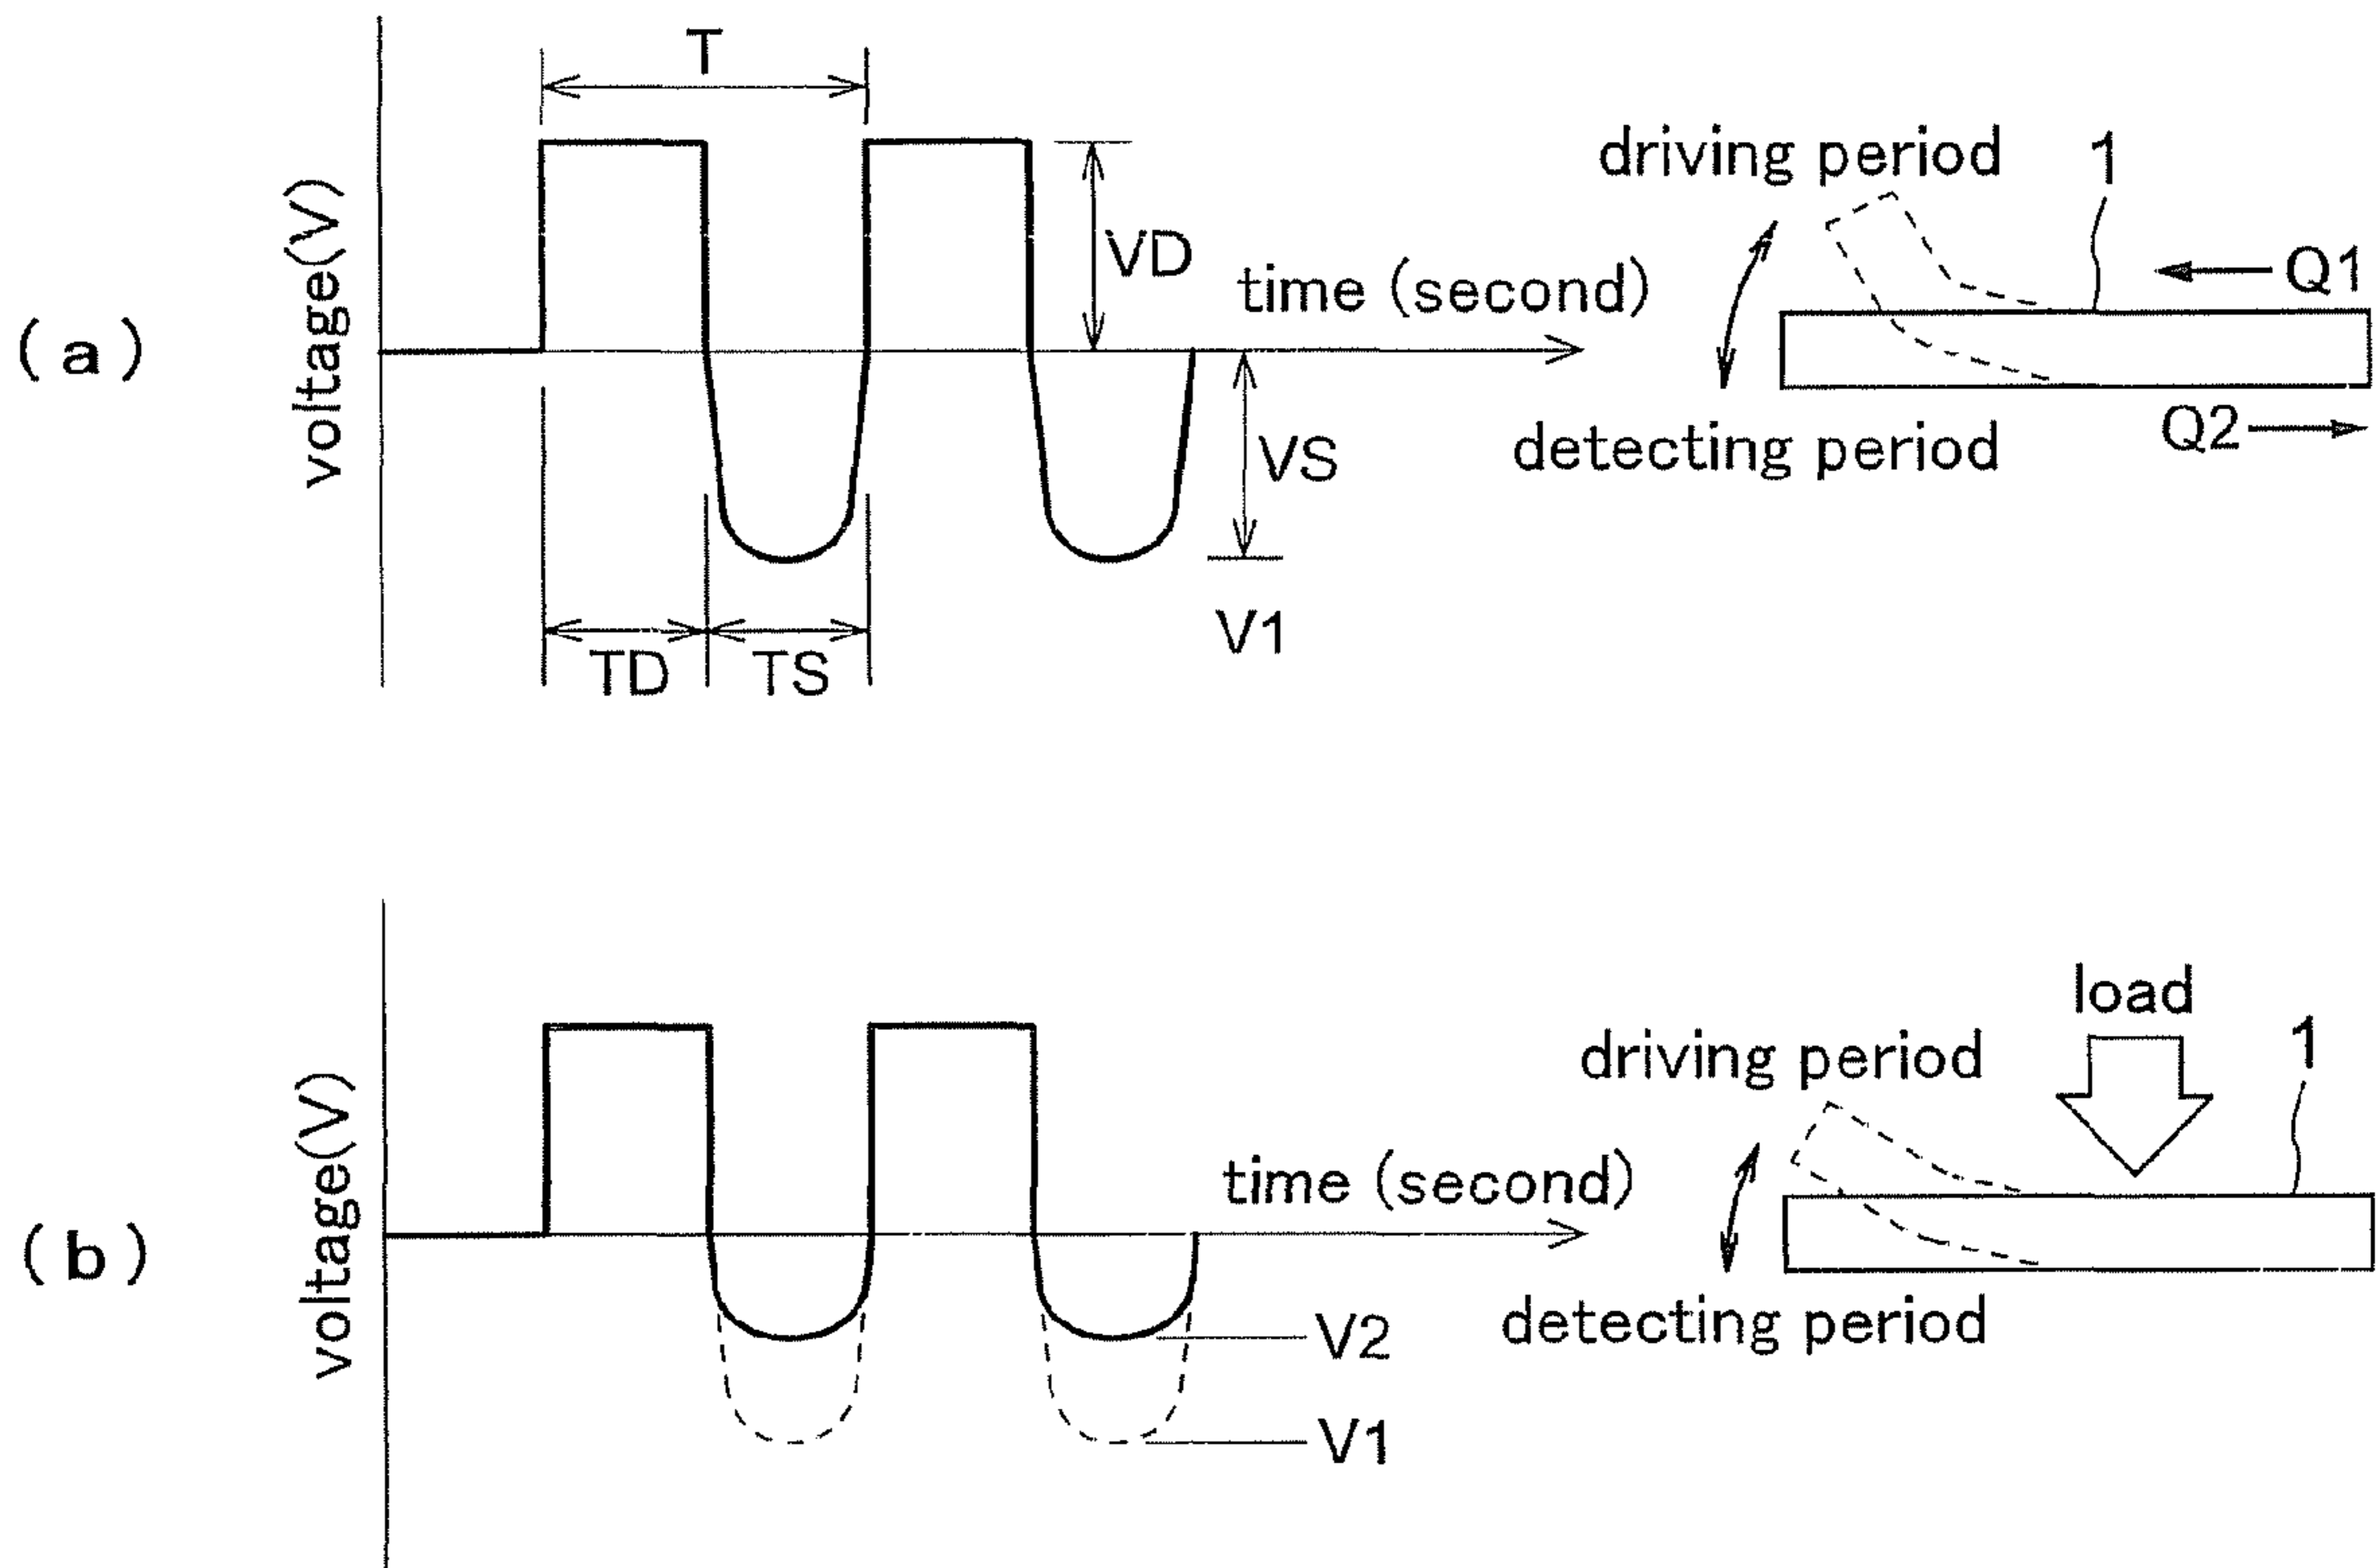 (a)
voltage(V)
T
VD
time (second)
VS
V1
TD
TS
driving period
1
Q1
detecting period
Q2
(b)
voltage(V)
time (second)
V2
V1
load
driving period
1
detecting period